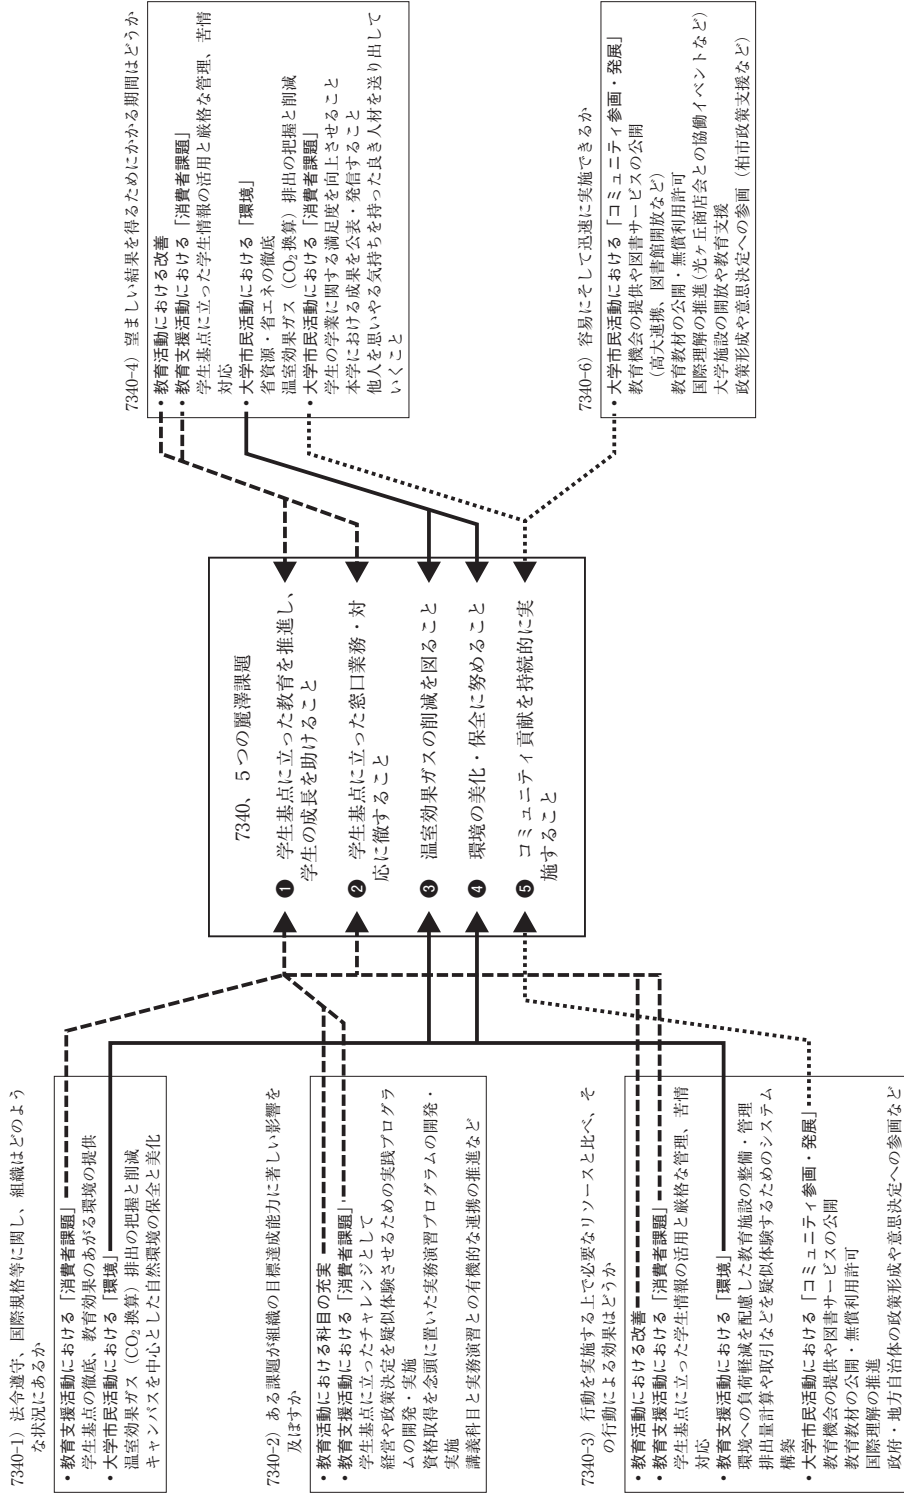 7340-1) 法令遵守、国際規格等に関し、組織はどのよう
な状況にあるか
・教育支援活動における「消費者課題」
学生基点の徹底、教育効果のあがる環境の提供
・大学市民活動における「環境」
温室効果ガス（CO₂ 換算）排出の把握と削減
キャンパスを中心とした自然環境の保全と美化
7340-2) ある課題が組織の目標達成能力に著しい影響を
及ぼすか
・教育活動における科目の充実
・教育支援活動における「消費者課題」
学生基点に立ったチャレンジとして
経営や政策決定を疑似体験させるための実践プログラ
ムの開発・実施
資格取得を念頭に置いた実務演習プログラムの開発・
実施
講義科目と実務演習との有機的な連携の推進など
7340-3) 行動を実施する上で必要なリソースと比べ、そ
の行動による効果はどうか
・教育活動における改善
・教育支援活動における「消費者課題」
学生基点に立った学生情報の活用と厳格な管理、苦情
対応
・教育支援活動における「環境」
環境への負荷軽減を配慮した教育施設の整備・管理
排出量計算や取引などを疑似体験するためのシステム
構築
・大学市民活動における「コミュニティ参画・発展」
教育機会の提供や図書サービスの公開
教育教材の公開・無償利用許可
国際理解の推進
政府・地方自治体の政策形成や意思決定への参画など
7340、5つの麗澤課題
❶ 学生基点に立った教育を推進し、
学生の成長を助けること
❷ 学生基点に立った窓口業務・対
応に徹すること
❸ 温室効果ガスの削減を図ること
❹ 環境の美化・保全に努めること
❺ コミュニティ貢献を持続的に実
施すること
7340-4) 望ましい結果を得るためにかかる期間はどうか
・教育活動における改善
・教育支援活動における「消費者課題」
学生基点に立った学生情報の活用と厳格な管理、苦情
対応
・大学市民活動における「環境」
省資源・省エネの徹底
温室効果ガス（CO₂ 換算）排出の把握と削減
・大学市民活動における「消費者課題」
学生の学業に関する満足度を向上させること
本学における成果を公表・発信すること
他人を思いやる気持ちを持った良き人材を送り出して
いくこと
7340-6) 容易にそして迅速に実施できるか
・大学市民活動における「コミュニティ参画・発展」
教育機会の提供や図書サービスの公開
（高大連携、図書館開放など）
教育教材の公開・無償利用許可
国際理解の推進（光ヶ丘商店会との協働イベントなど）
大学施設の開放や教育支援
政策形成や意思決定への参画（柏市政策支援など）